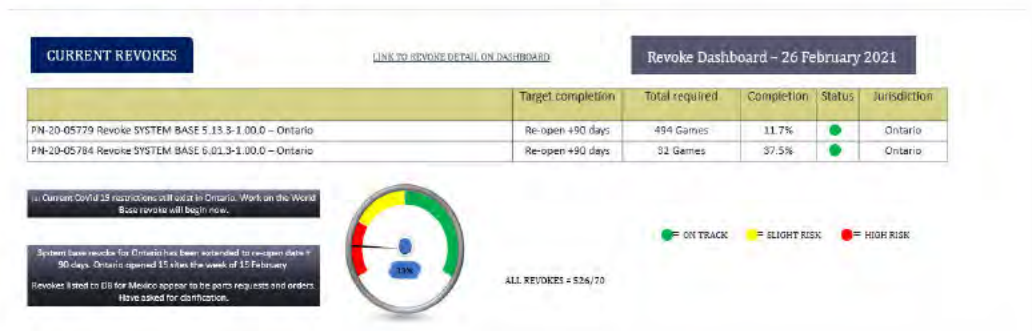 CURRENT REVOKES
LINK TO REVOKE DETAIL ON DASHBOARD
Revoke Dashboard – 26 February 2021
Target completion Total required Completion Status Jurisdiction
PN-20-05779 Revoke SYSTEM BASE 5.13.3-1.00.0 – Ontario Re-open +90 days 494 Games 11.7% Ontario
PN-20-05784 Revoke SYSTEM BASE 6.01.3-1.00.0 – Ontario Re-open +90 days 32 Games 37.5% Ontario
Current CoVid 19 restrictions still exist in Ontario. Work on the World
Base revoke will begin now.
System base revoke for Ontario has been extended to re-open date +
90 days. Ontario opened 15 sites the week of 15 February
Revokes listed to DB for Mexico appear to be parts requests and orders.
Have asked for clarification.
13%
= ON TRACK = SLIGHT RISK = HIGH RISK
ALL REVOKES = 526/70